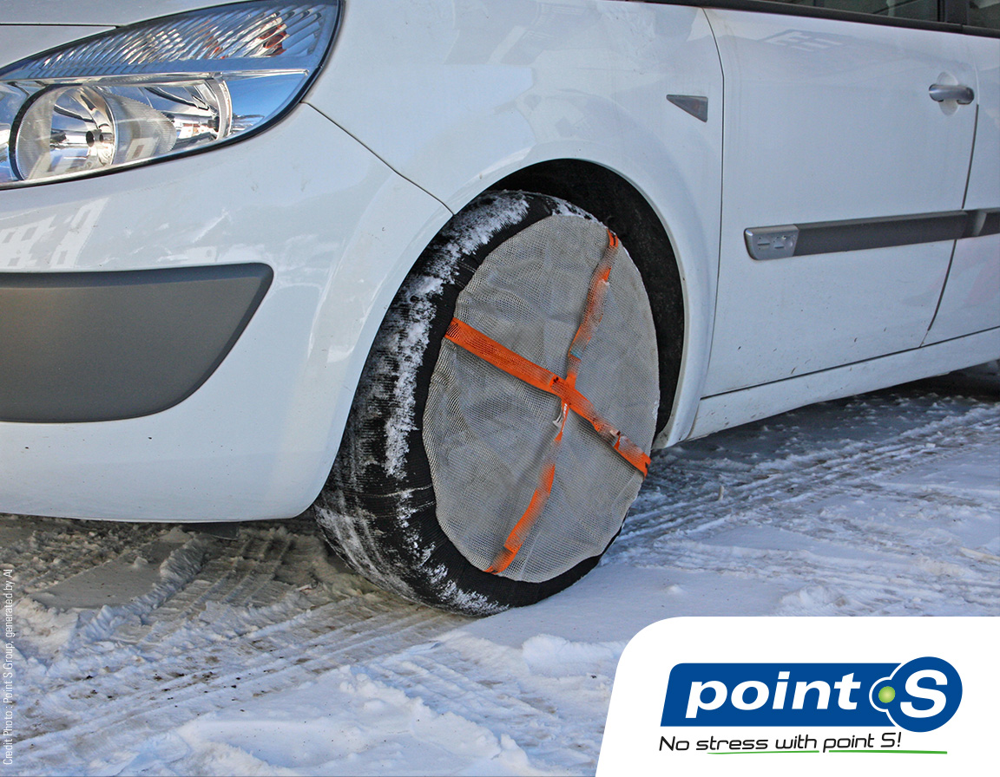 Credit Photo : Point S Group, generated by AI
point S
No stress with point S!